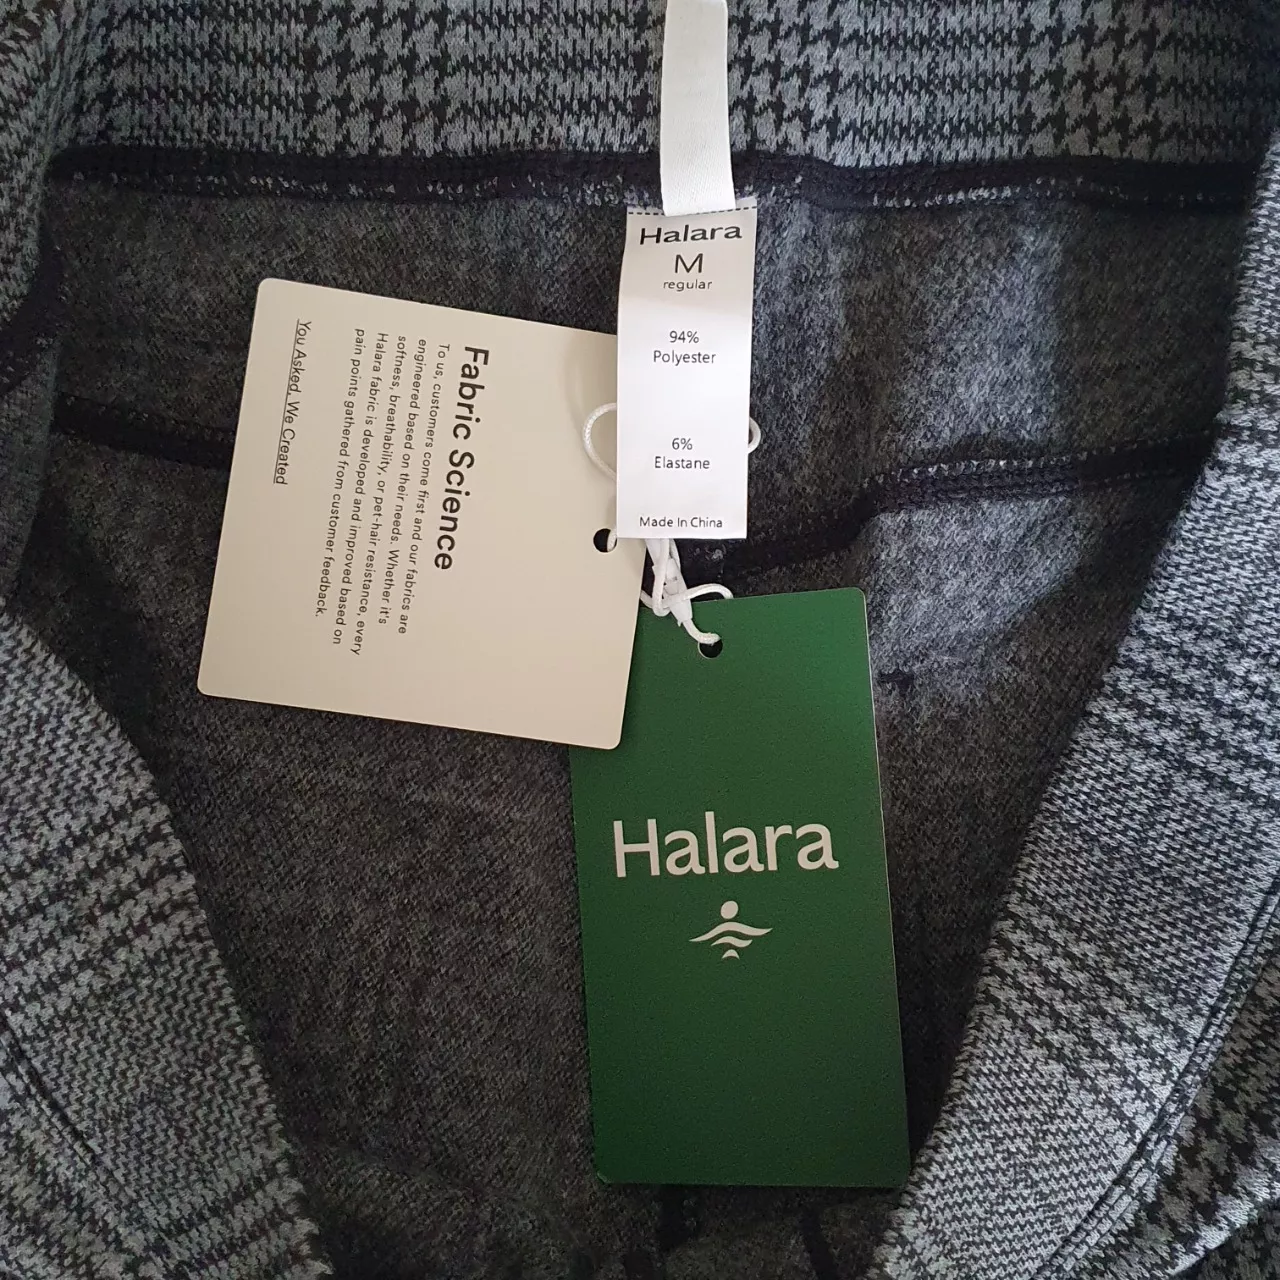 Halara
M
regular
94%
Polyester
6%
Elastane
Made In China
Fabric Science
To us, customers come first and our fabrics are
engineered based on their needs. Whether it's
softness, breathability, or pet-hair resistance, every
Halara fabric is developed and improved based on
pain points gathered from customer feedback.
You Asked, We Created
Halara